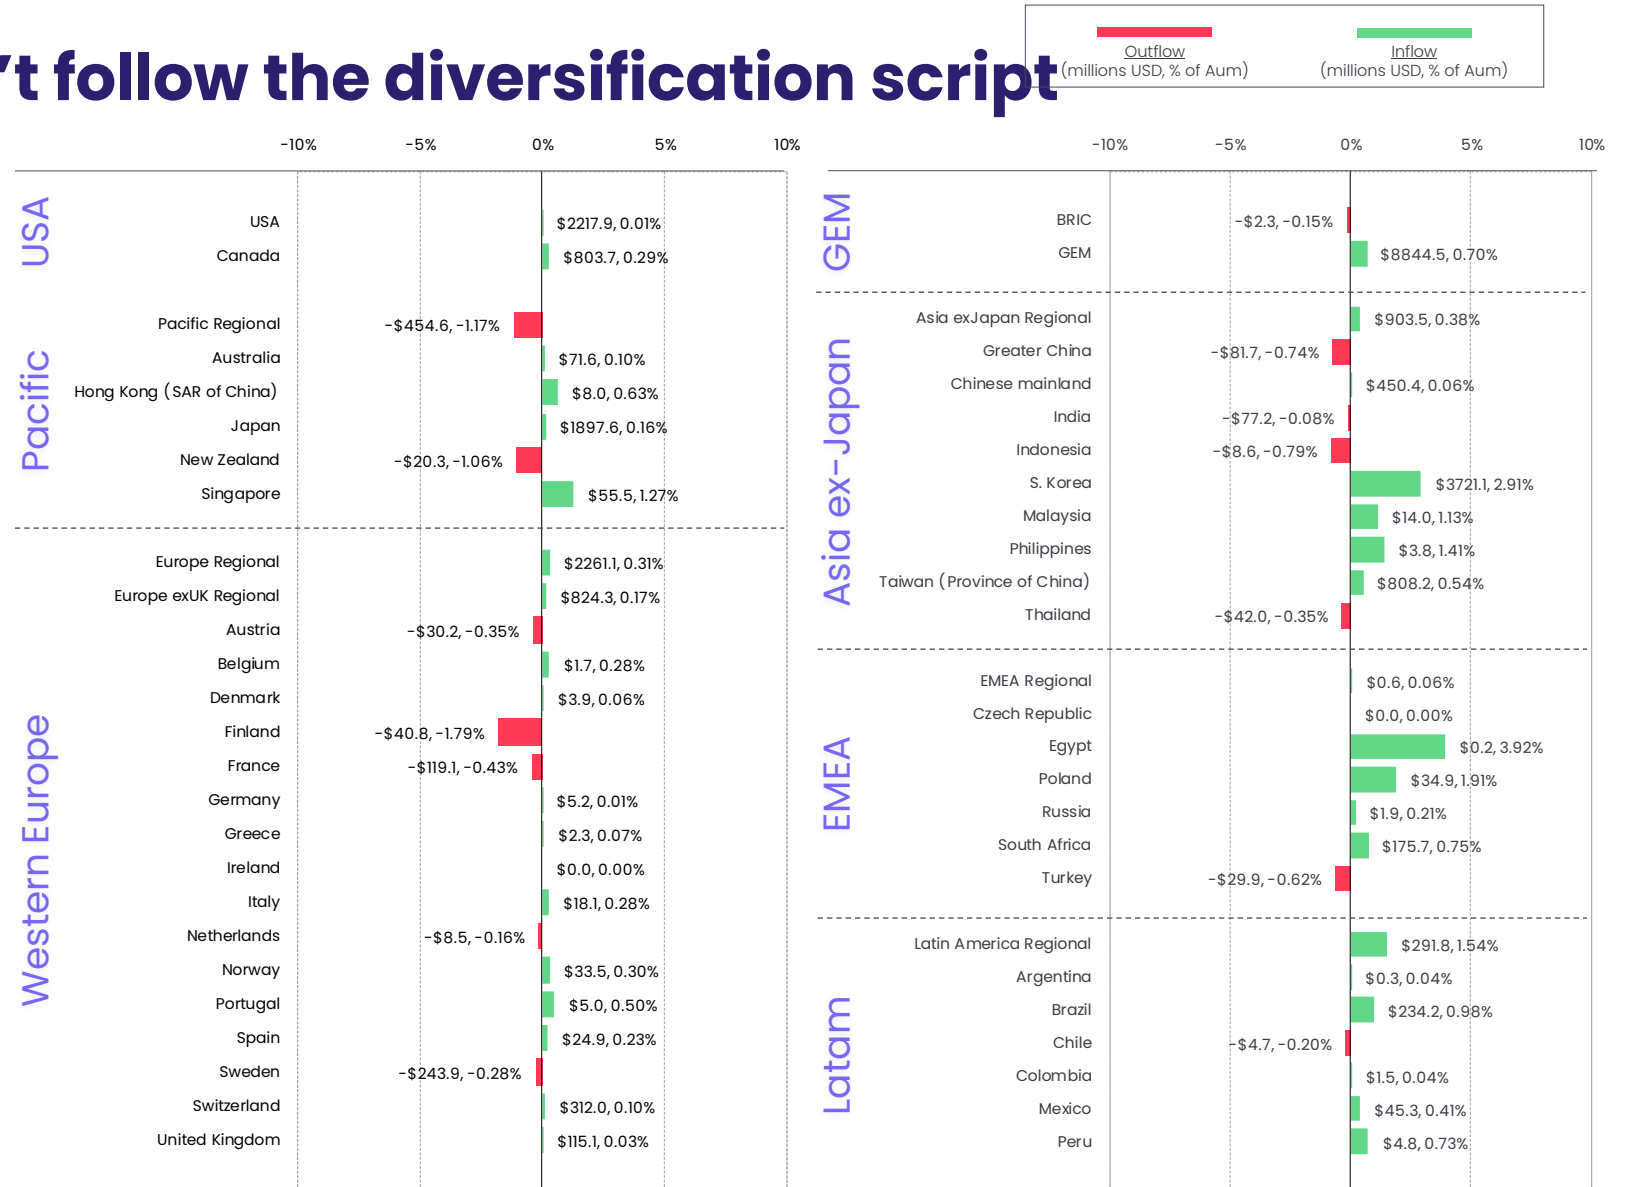 't follow the diversification script
Outflow
(millions USD, % of Aum)
Inflow
(millions USD, % of Aum)
-10% -5% 0% 5% 10%
USA
USA $2217.9, 0.01%
Canada $803.7, 0.29%
Pacific
Pacific Regional -$454.6, -1.17%
Australia $71.6, 0.10%
Hong Kong (SAR of China) $8.0, 0.63%
Japan $1897.6, 0.16%
New Zealand -$20.3, -1.06%
Singapore $55.5, 1.27%
Western Europe
Europe Regional $2261.1, 0.31%
Europe exUK Regional $824.3, 0.17%
Austria -$30.2, -0.35%
Belgium $1.7, 0.28%
Denmark $3.9, 0.06%
Finland -$40.8, -1.79%
France -$119.1, -0.43%
Germany $5.2, 0.01%
Greece $2.3, 0.07%
Ireland $0.0, 0.00%
Italy $18.1, 0.28%
Netherlands -$8.5, -0.16%
Norway $33.5, 0.30%
Portugal $5.0, 0.50%
Spain $24.9, 0.23%
Sweden -$243.9, -0.28%
Switzerland $312.0, 0.10%
United Kingdom $115.1, 0.03%
-10% -5% 0% 5% 10%
GEM
BRIC -$2.3, -0.15%
GEM $8844.5, 0.70%
Asia ex-Japan
Asia exJapan Regional $903.5, 0.38%
Greater China -$81.7, -0.74%
Chinese mainland $450.4, 0.06%
India -$77.2, -0.08%
Indonesia -$8.6, -0.79%
S. Korea $3721.1, 2.91%
Malaysia $14.0, 1.13%
Philippines $3.8, 1.41%
Taiwan (Province of China) $808.2, 0.54%
Thailand -$42.0, -0.35%
EMEA
EMEA Regional $0.6, 0.06%
Czech Republic $0.0, 0.00%
Egypt $0.2, 3.92%
Poland $34.9, 1.91%
Russia $1.9, 0.21%
South Africa $175.7, 0.75%
Turkey -$29.9, -0.62%
Latam
Latin America Regional $291.8, 1.54%
Argentina $0.3, 0.04%
Brazil $234.2, 0.98%
Chile -$4.7, -0.20%
Colombia $1.5, 0.04%
Mexico $45.3, 0.41%
Peru $4.8, 0.73%